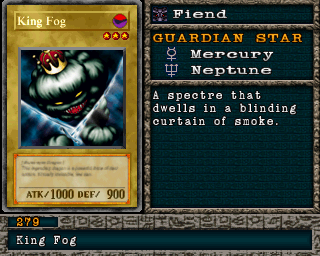 King Fog
Fiend
GUARDIAN STAR
Mercury
Neptune
A spectre that
dwells in a blinding
curtain of smoke.
ATK/1000 DEF/ 900
279
King Fog